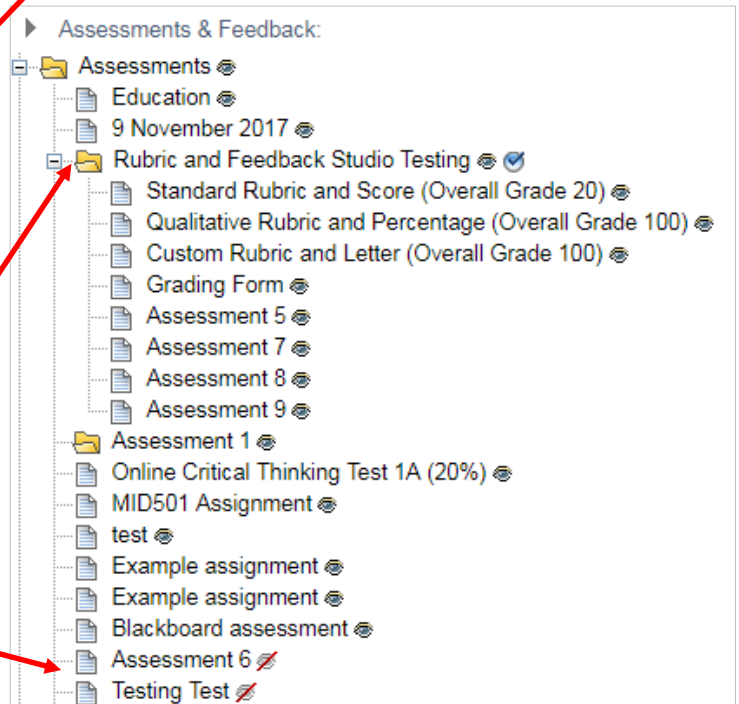 Assessments & Feedback:
Assessments
Education
9 November 2017
Rubric and Feedback Studio Testing
Standard Rubric and Score (Overall Grade 20)
Qualitative Rubric and Percentage (Overall Grade 100)
Custom Rubric and Letter (Overall Grade 100)
Grading Form
Assessment 5
Assessment 7
Assessment 8
Assessment 9
Assessment 1
Online Critical Thinking Test 1A (20%)
MID501 Assignment
test
Example assignment
Example assignment
Blackboard assessment
Assessment 6
Testing Test